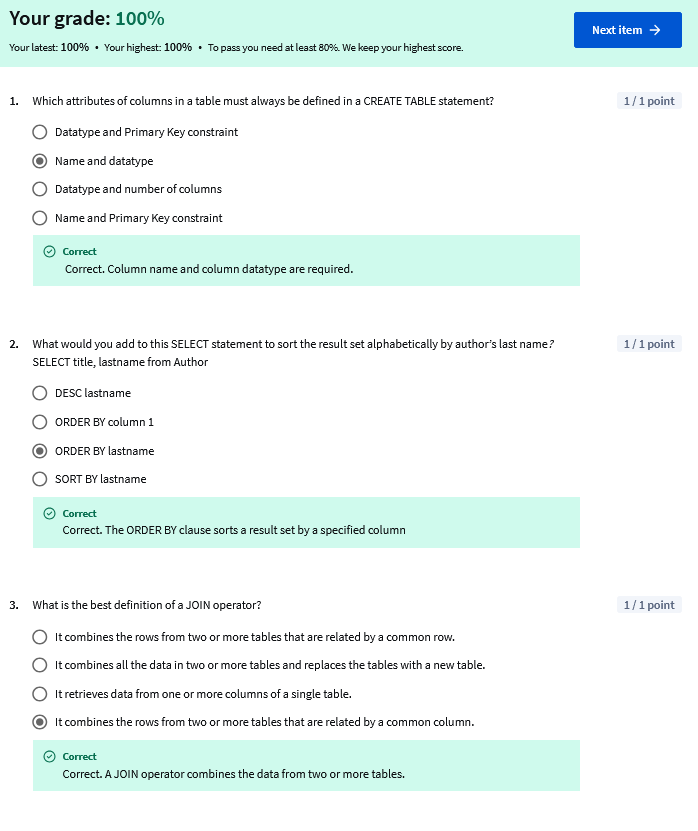 Your grade: 100%
Next item →
Your latest: 100% • Your highest: 100% • To pass you need at least 80%. We keep your highest score.
1. Which attributes of columns in a table must always be defined in a CREATE TABLE statement?
1 / 1 point
Datatype and Primary Key constraint
Name and datatype
Datatype and number of columns
Name and Primary Key constraint
Correct
Correct. Column name and column datatype are required.
2. What would you add to this SELECT statement to sort the result set alphabetically by author's last name?
1 / 1 point
SELECT title, lastname from Author
DESC lastname
ORDER BY column 1
ORDER BY lastname
SORT BY lastname
Correct
Correct. The ORDER BY clause sorts a result set by a specified column
3. What is the best definition of a JOIN operator?
1 / 1 point
It combines the rows from two or more tables that are related by a common row.
It combines all the data in two or more tables and replaces the tables with a new table.
It retrieves data from one or more columns of a single table.
It combines the rows from two or more tables that are related by a common column.
Correct
Correct. A JOIN operator combines the data from two or more tables.